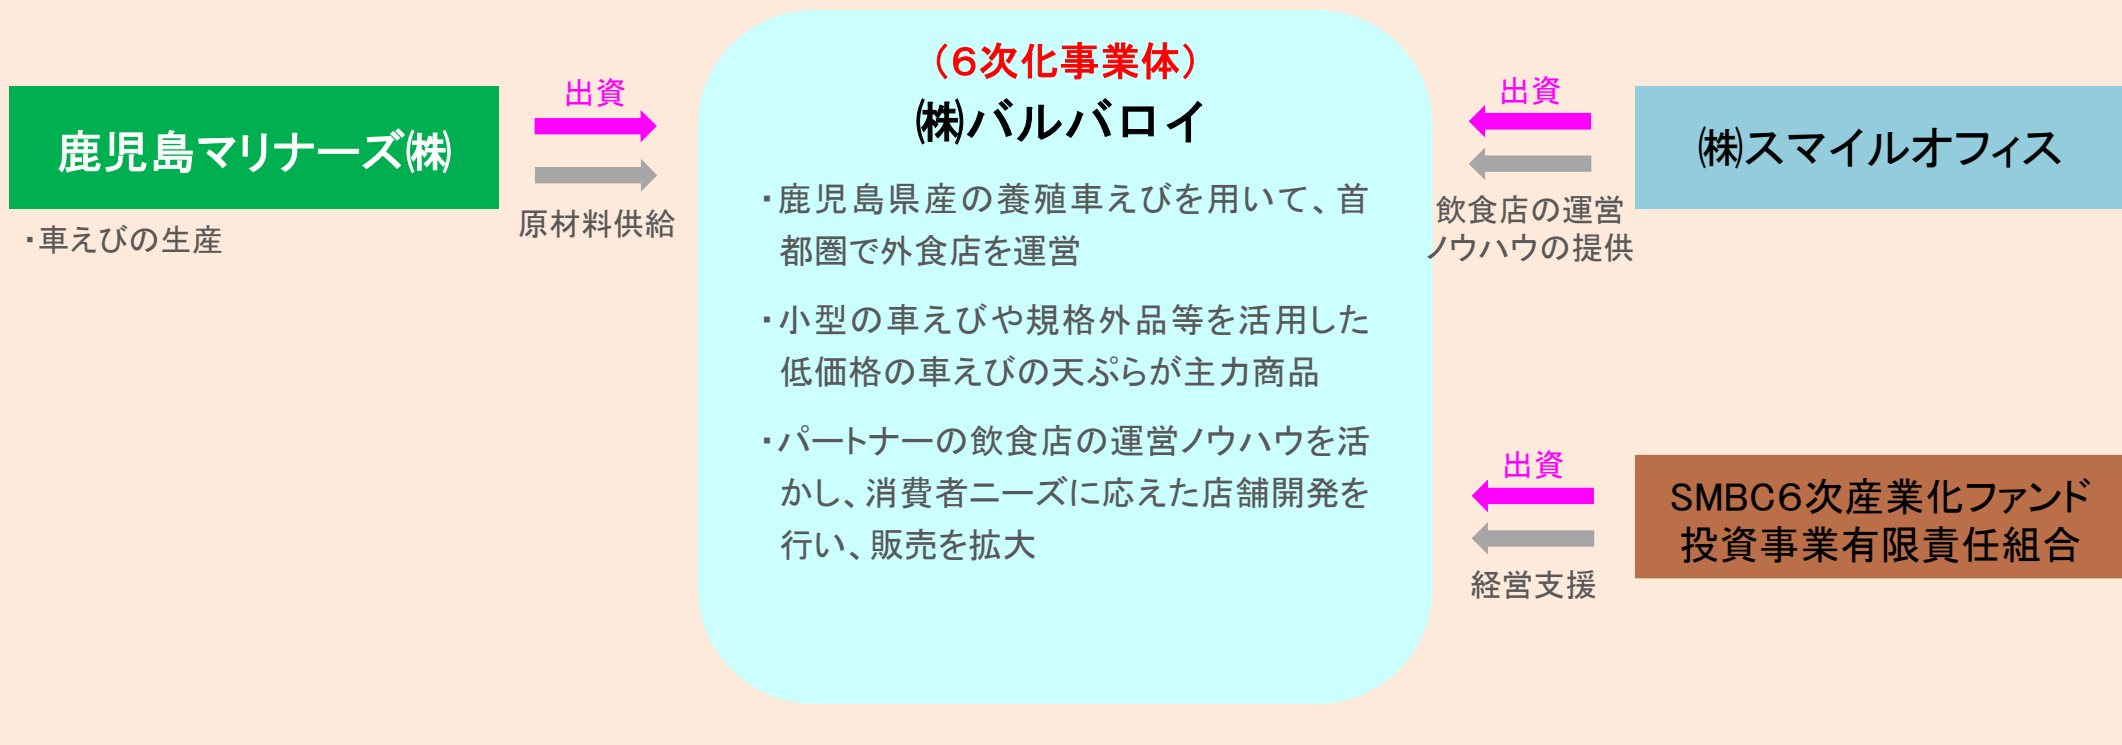 鹿児島マリナーズ㈱
・車えびの生産
出資
原材料供給
（６次化事業体）
㈱バルバロイ
・鹿児島県産の養殖車えびを用いて、首
都圏で外食店を運営
・小型の車えびや規格外品等を活用した
低価格の車えびの天ぷらが主力商品
・パートナーの飲食店の運営ノウハウを活
かし、消費者ニーズに応えた店舗開発を
行い、販売を拡大
出資
飲食店の運営
ノウハウの提供
㈱スマイルオフィス
出資
経営支援
SMBC６次産業化ファンド
投資事業有限責任組合